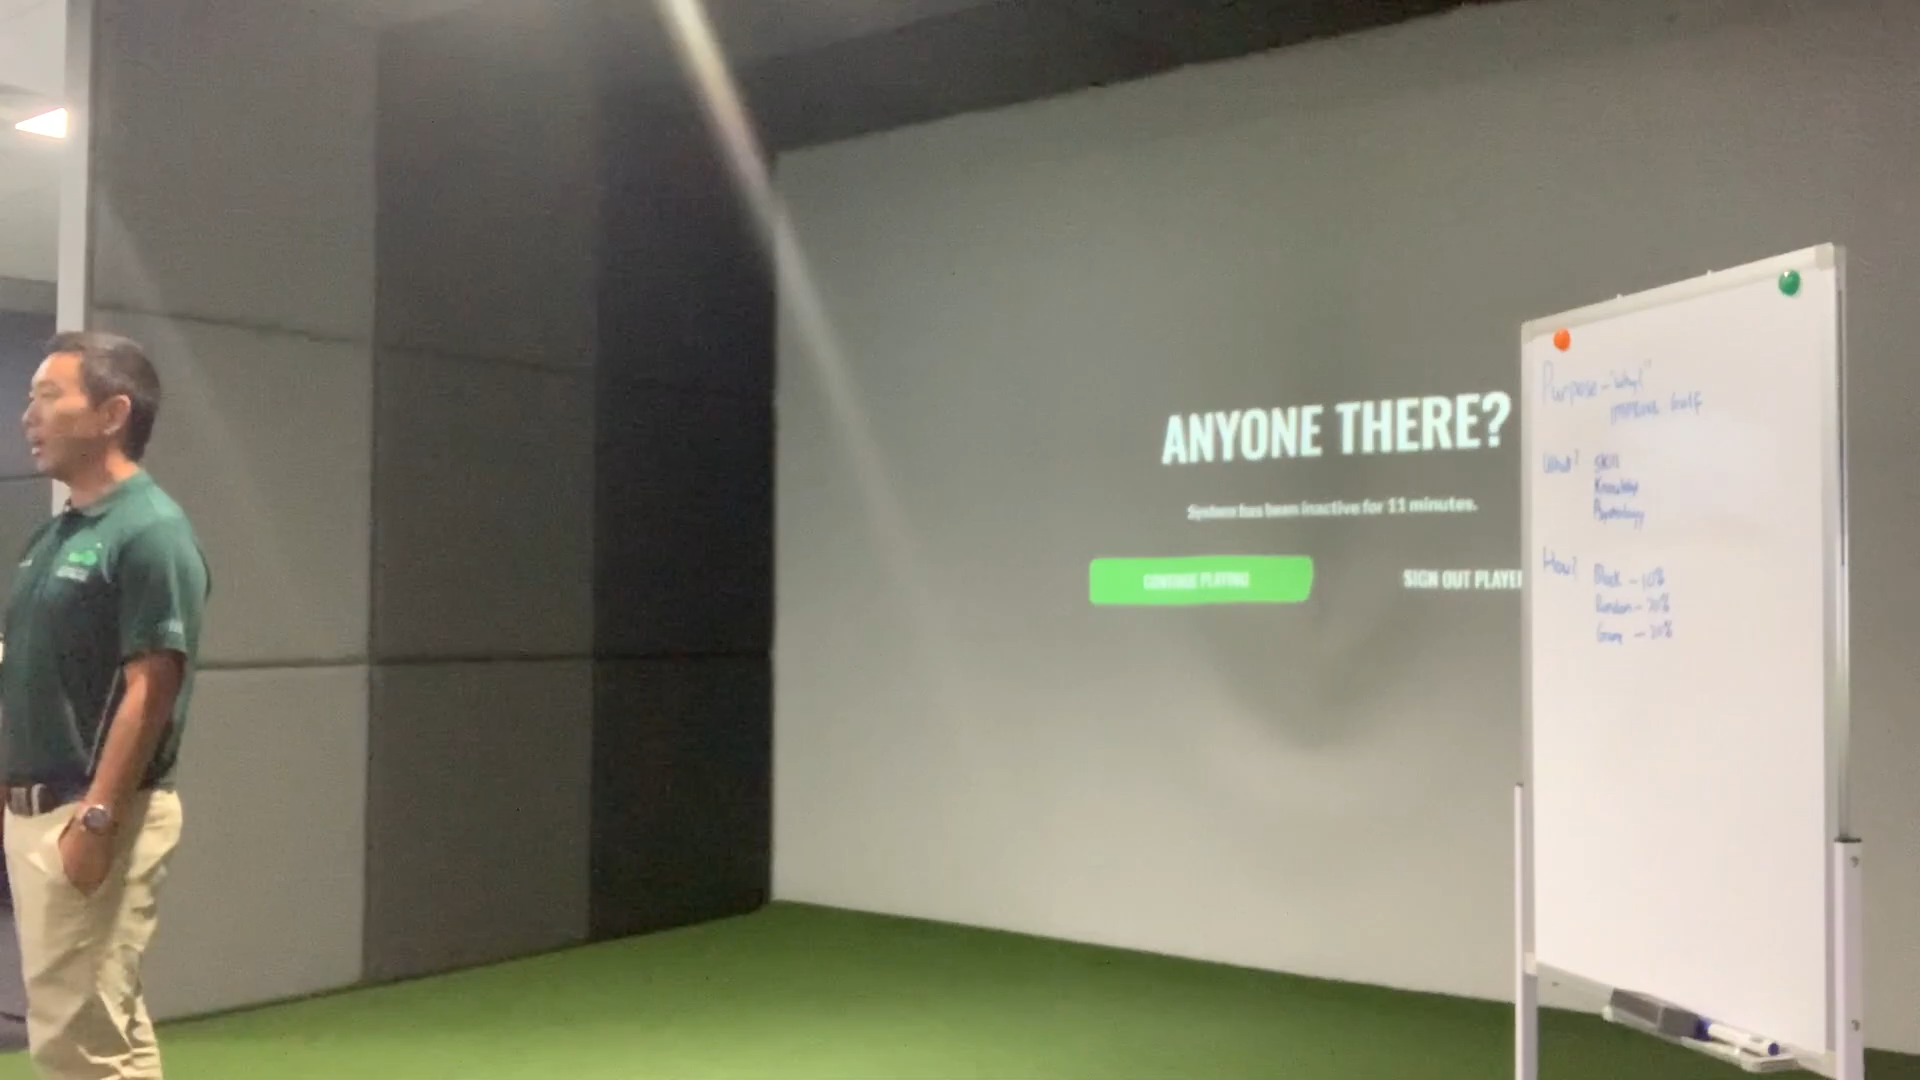 ANYONE THERE?
System has been inactive for 11 minutes.
CONTINUE PLAYING
SIGN OUT PLAYE
Purpose - "why?"
improve Golf
What? Skill
Knowledge
Psychology
How? Block - 10%
Random - 70%
Game - 20%